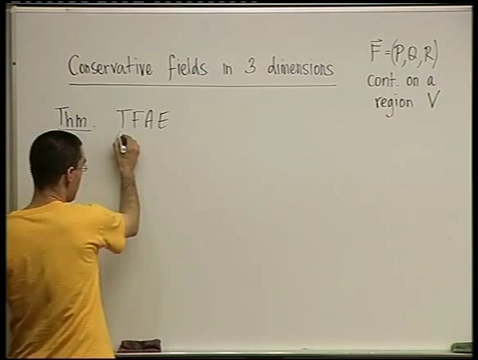 Conservative fields in 3 dimensions
F⃗=(P,Q,R)
cont. on a
region V
Thm. TFAE